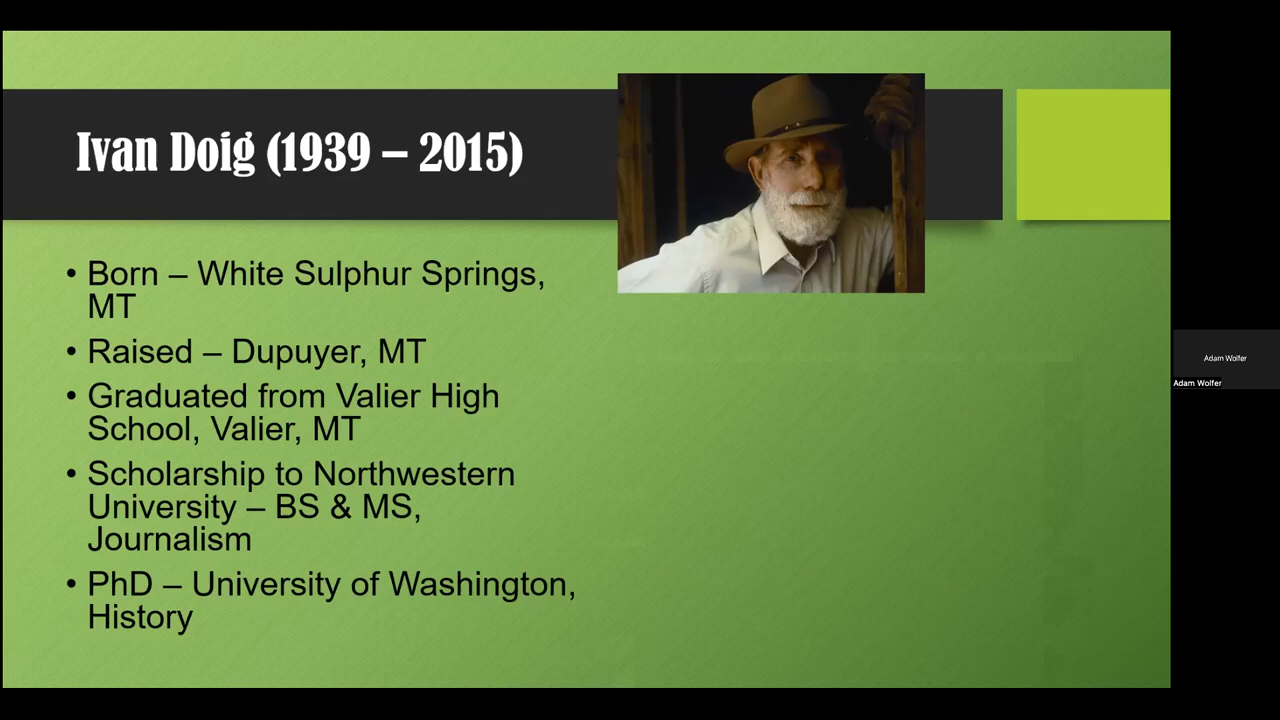 Ivan Doig (1939 – 2015)
• Born – White Sulphur Springs,
MT
• Raised – Dupuyer, MT
• Graduated from Valier High
School, Valier, MT
• Scholarship to Northwestern
University – BS & MS,
Journalism
• PhD – University of Washington,
History
Adam Wolfer
Adam Wolfer